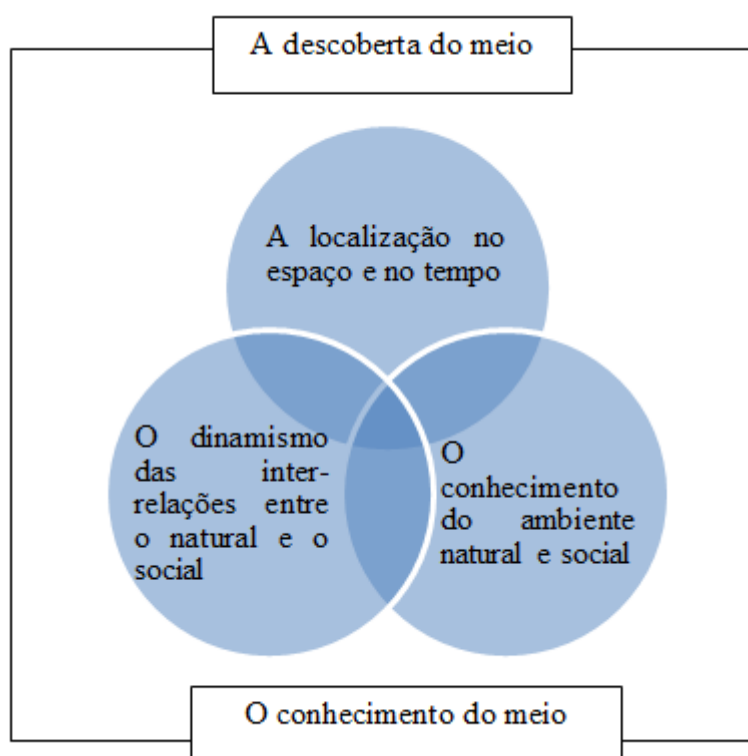 A descoberta do meio
A localização no
espaço e no tempo
O dinamismo
das inter-
relações entre
o natural e o
social
O
conhecimento
do ambiente
natural e social
O conhecimento do meio